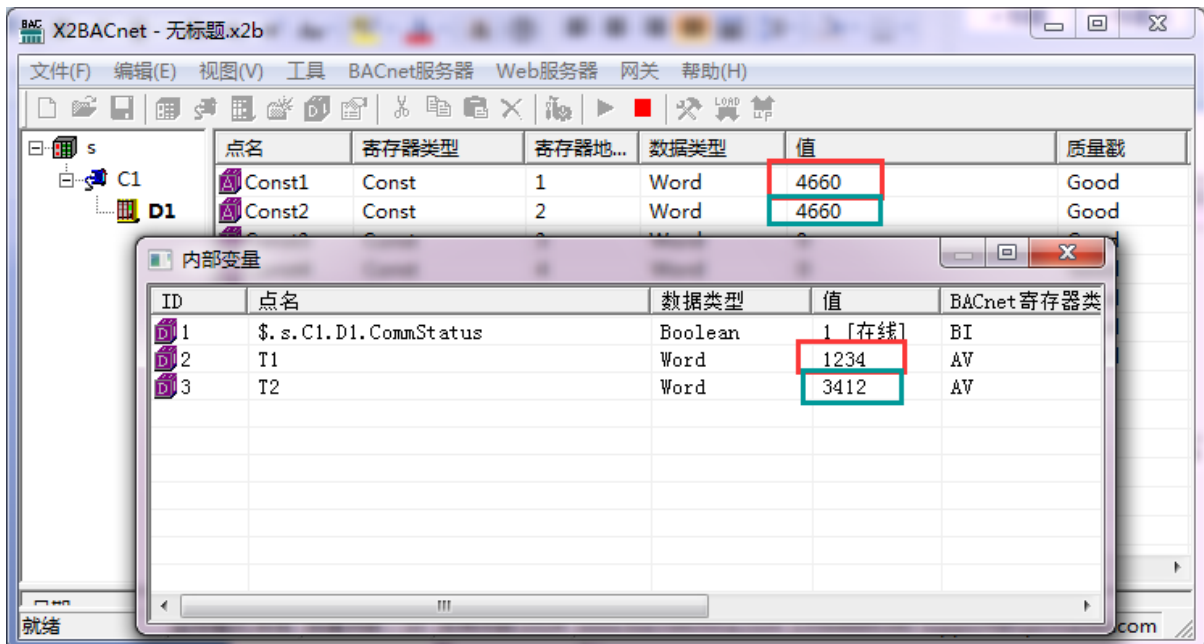 X2BACnet - 无标题.x2b
文件(F) 编辑(E) 视图(V) 工具 BACnet服务器 Web服务器 网关 帮助(H)
s
C1
D1
点名 寄存器类型 寄存器地... 数据类型 值 质量戳
Const1 Const 1 Word 4660 Good
Const2 Const 2 Word 4660 Good
内部变量
ID 点名 数据类型 值 BACnet寄存器类
1 $.s.C1.D1.CommStatus Boolean 1 [在线] BI
2 T1 Word 1234 AV
3 T2 Word 3412 AV
就绪
com